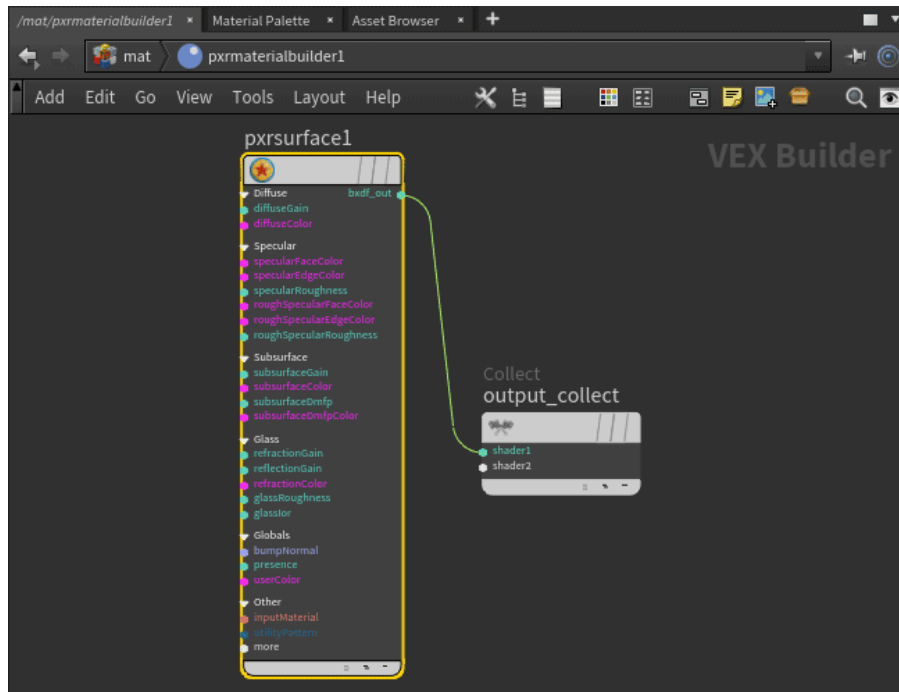 /mat/pxrmaterialbuilder1 × Material Palette × Asset Browser ×
mat pxrmaterialbuilder1
Add Edit Go View Tools Layout Help
VEX Builder
pxrsurface1
Diffuse bxdf_out
diffuseGain
diffuseColor
Specular
specularFaceColor
specularEdgeColor
specularRoughness
roughSpecularFaceColor
roughSpecularEdgeColor
roughSpecularRoughness
Subsurface
subsurfaceGain
subsurfaceColor
subsurfaceDmfp
subsurfaceDmfpColor
Glass
refractionGain
reflectionGain
refractionColor
glassRoughness
glassIor
Globals
bumpNormal
presence
userColor
Other
inputMaterial
utilityPattern
more
Collect
output_collect
shader1
shader2